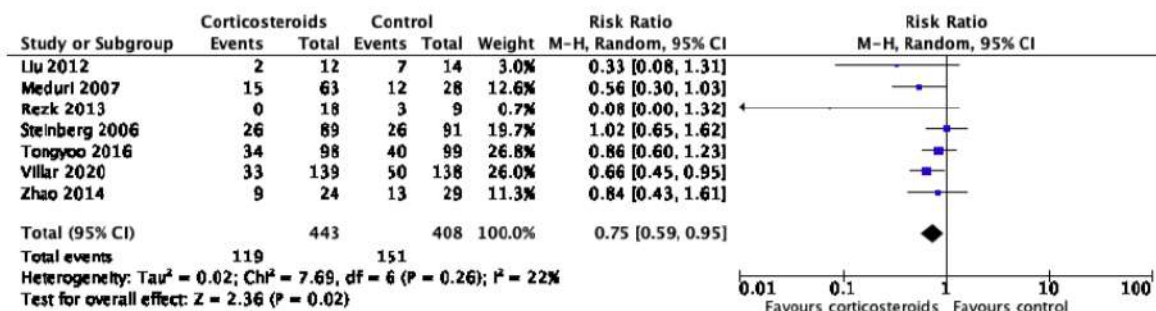 Corticosteroids Control Risk Ratio Risk Ratio
Study or Subgroup Events Total Events Total Weight M-H, Random, 95% CI M-H, Random, 95% CI
Liu 2012 2 12 7 14 3.0% 0.33 [0.08, 1.31]
Meduri 2007 15 63 12 28 12.6% 0.56 [0.30, 1.03]
Rezk 2013 0 18 3 9 0.7% 0.08 [0.00, 1.32]
Steinberg 2006 26 89 26 91 19.7% 1.02 [0.65, 1.62]
Tongyoo 2016 34 98 40 99 26.8% 0.86 [0.60, 1.23]
Villar 2020 33 139 50 138 26.0% 0.66 [0.45, 0.95]
Zhao 2014 9 24 13 29 11.3% 0.84 [0.43, 1.61]
Total (95% CI) 443 408 100.0% 0.75 [0.59, 0.95]
Total events 119 151
Heterogeneity: Tau² = 0.02; Chi² = 7.69, df = 6 (P = 0.26); I² = 22%
Test for overall effect: Z = 2.36 (P = 0.02)
0.01 0.1 1 10 100
Favours corticosteroids Favours control